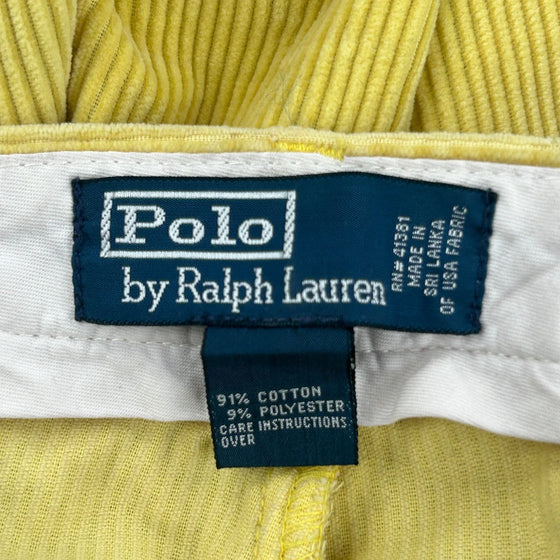 Polo
by Ralph Lauren
RN# 41381
MADE IN
SRI LANKA
OF USA FABRIC
91% COTTON
9% POLYESTER
CARE INSTRUCTIONS
OVER